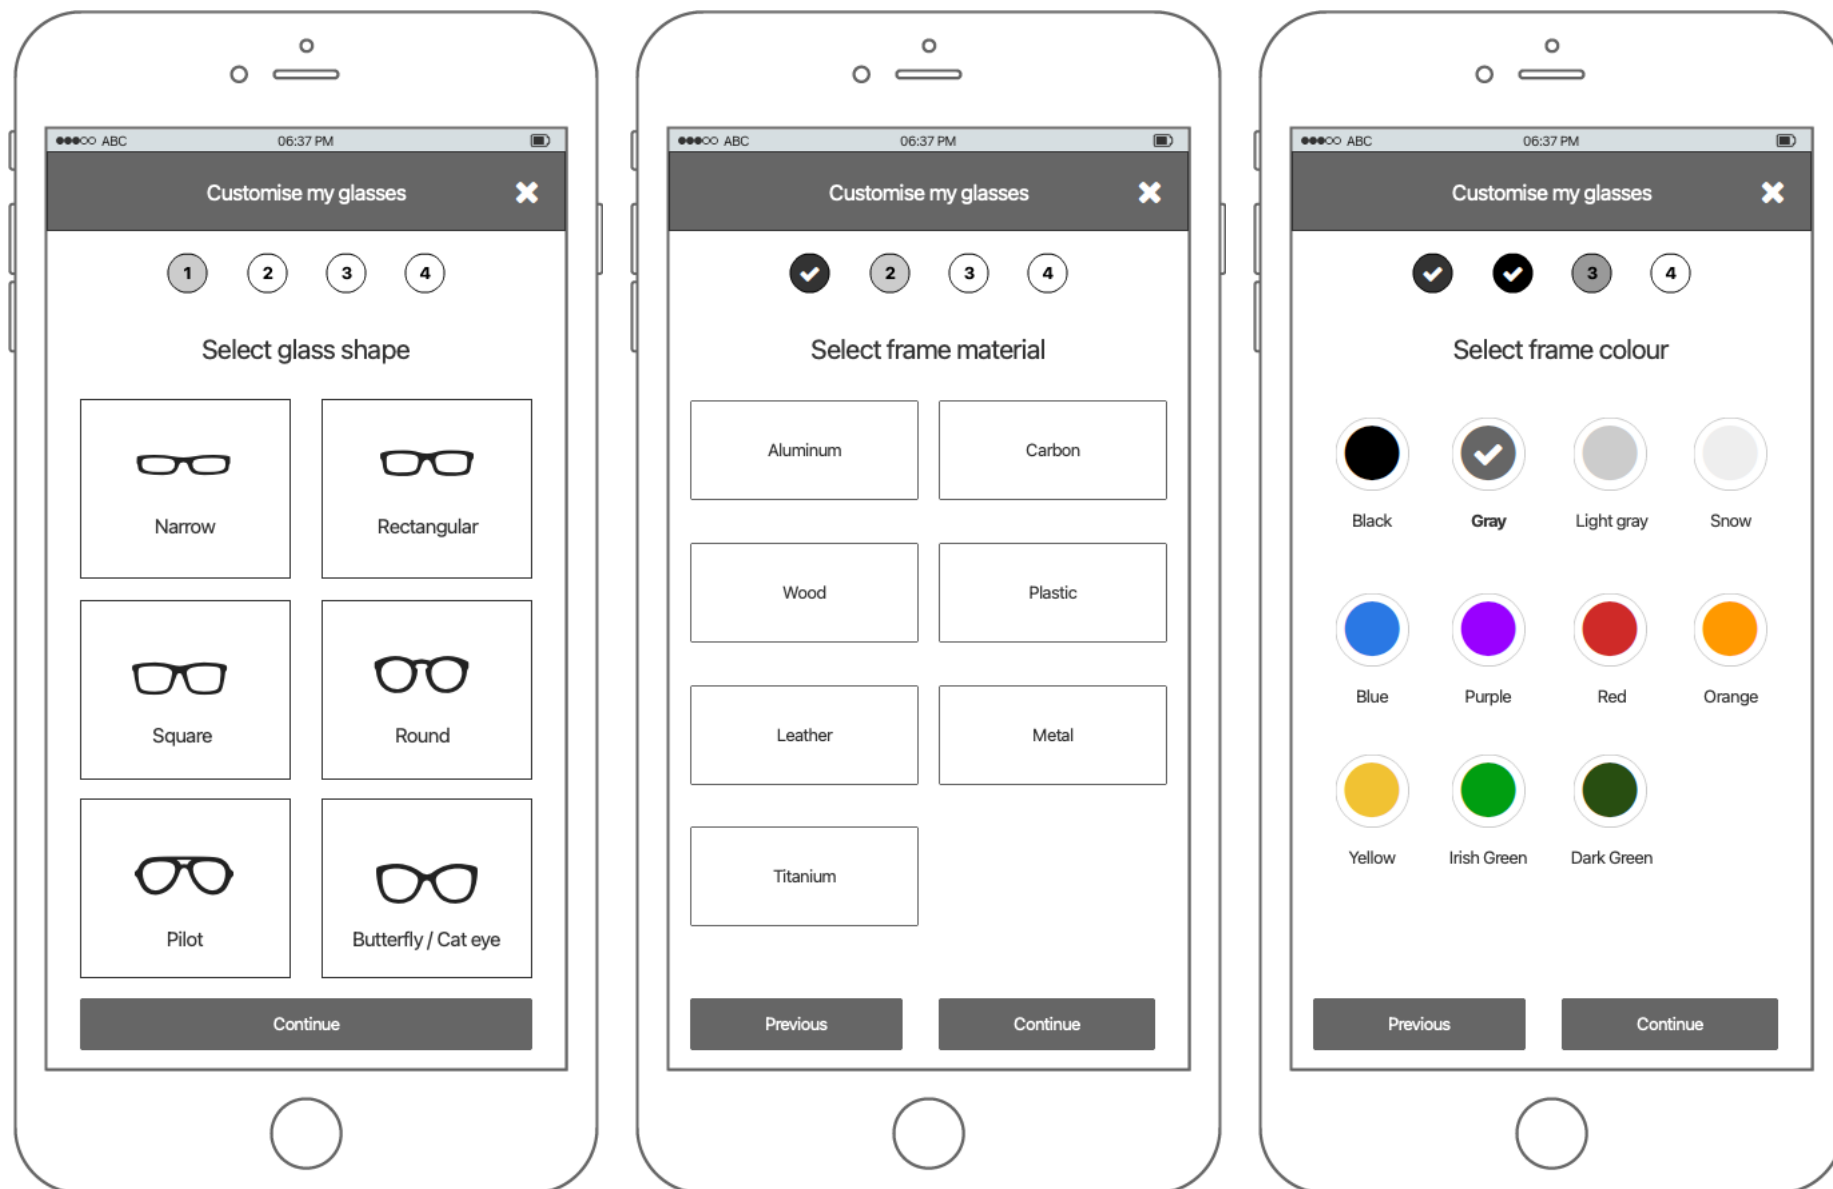 ABC 06:37 PM
Customise my glasses
1 2 3 4
Select glass shape
Narrow Rectangular
Square Round
Pilot Butterfly / Cat eye
Continue
ABC 06:37 PM
Customise my glasses
2 3 4
Select frame material
Aluminum Carbon
Wood Plastic
Leather Metal
Titanium
Previous Continue
ABC 06:37 PM
Customise my glasses
3 4
Select frame colour
Black Gray Light gray Snow
Blue Purple Red Orange
Yellow Irish Green Dark Green
Previous Continue